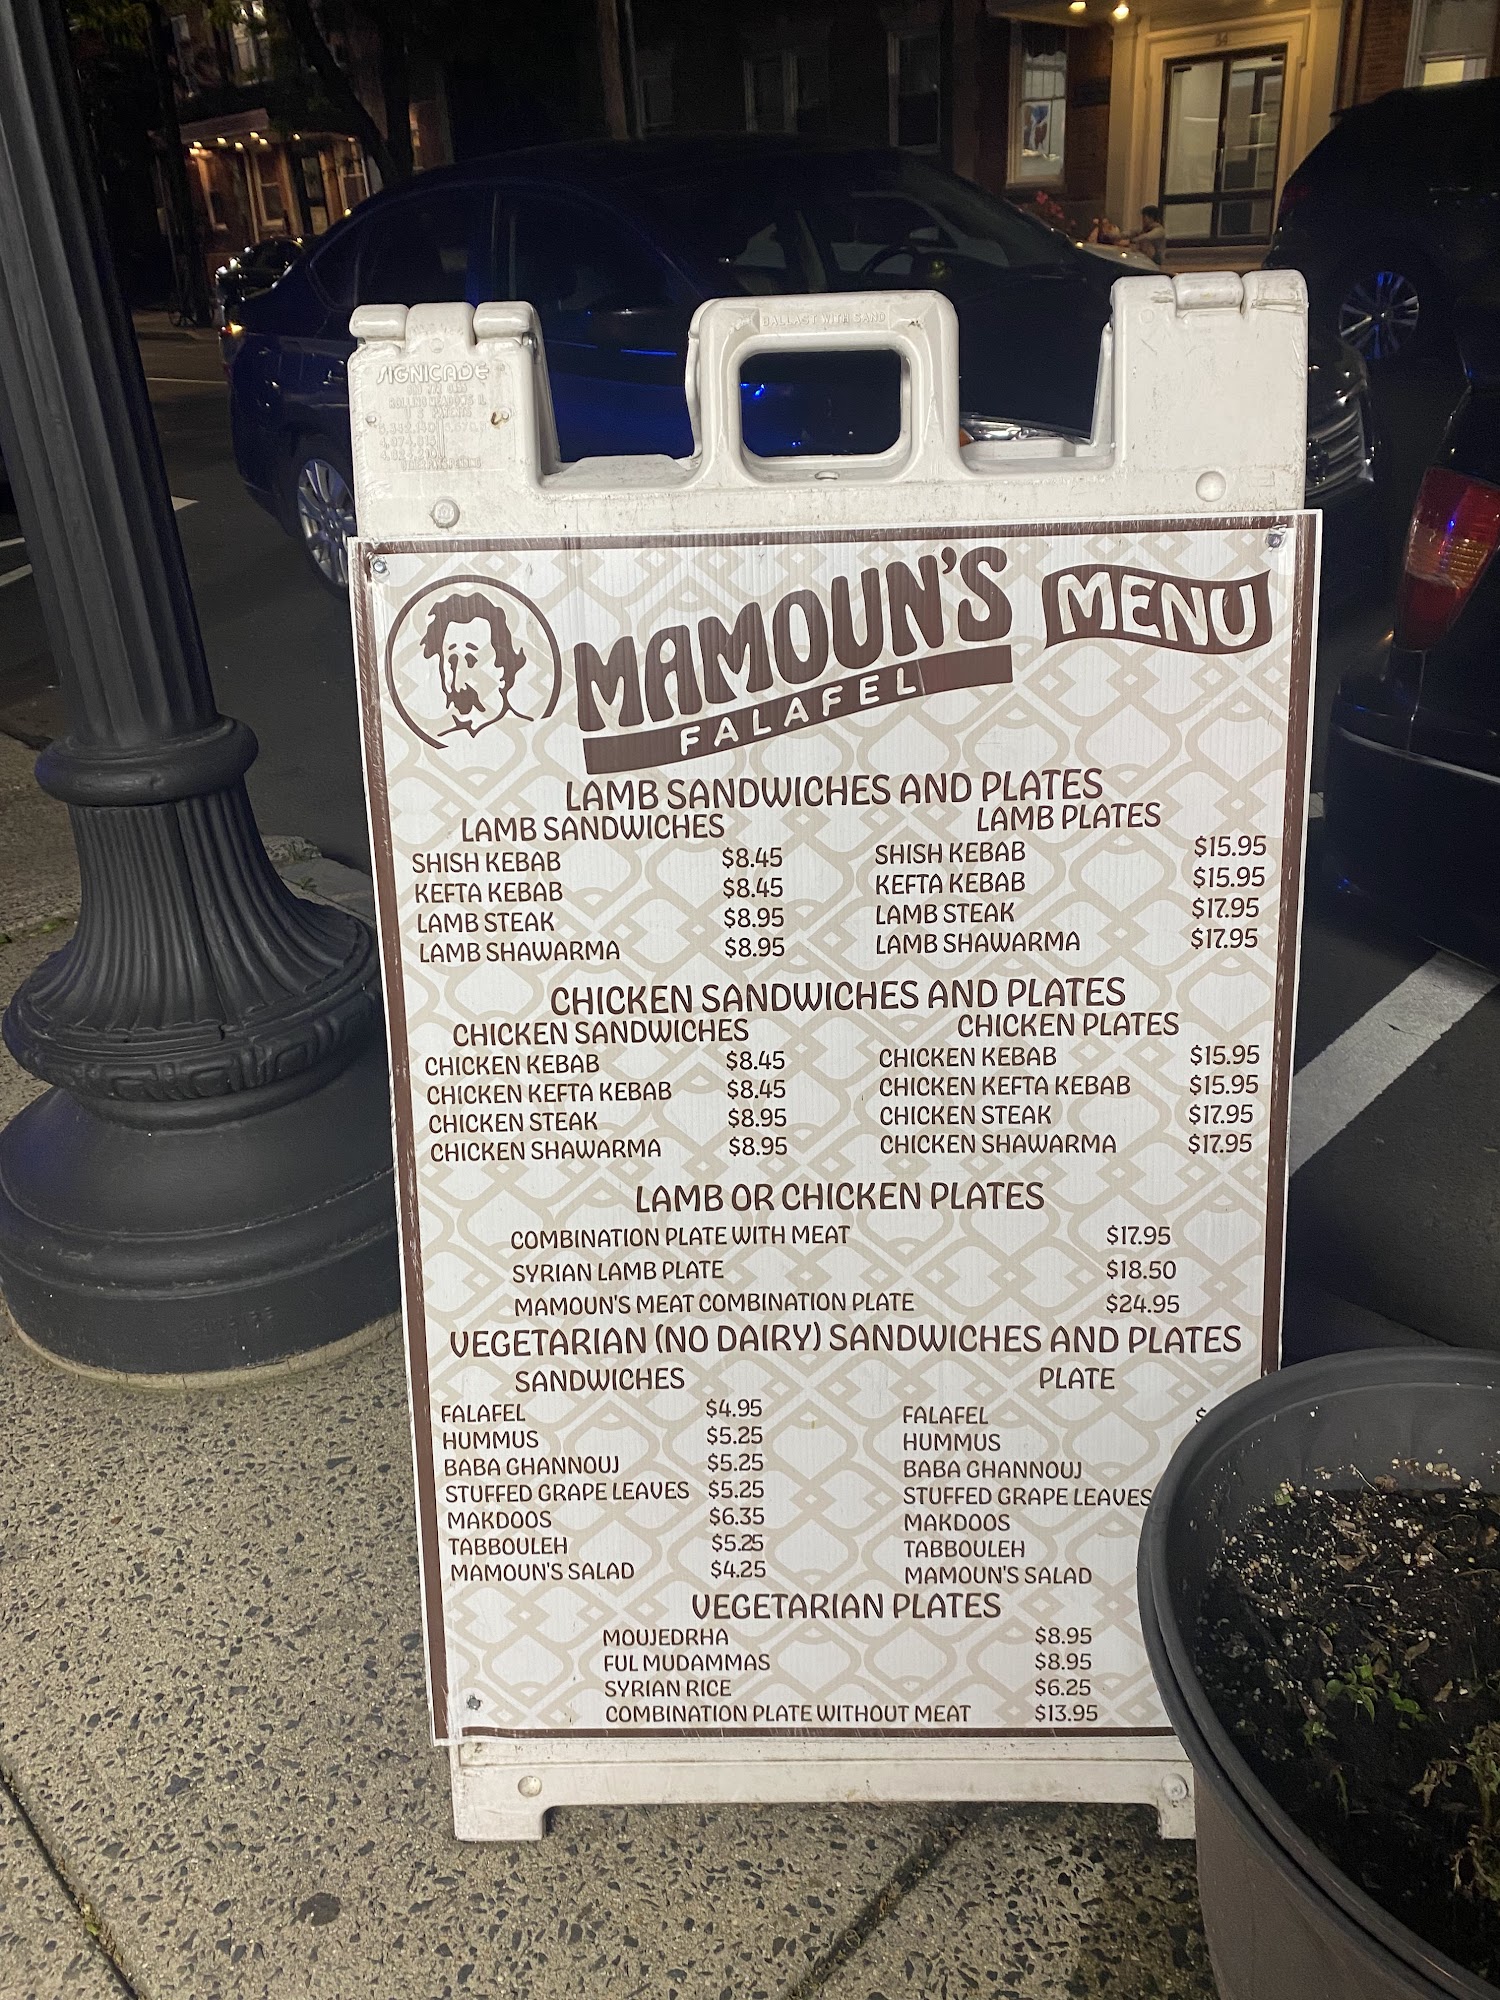 BALLAST WITH SAND
SIGNICADE
MAMOUN'S
FALAFEL
MENU
LAMB SANDWICHES AND PLATES
LAMB SANDWICHES
SHISH KEBAB $8.45
KEFTA KEBAB $8.45
LAMB STEAK $8.95
LAMB SHAWARMA $8.95
LAMB PLATES
SHISH KEBAB $15.95
KEFTA KEBAB $15.95
LAMB STEAK $17.95
LAMB SHAWARMA $17.95
CHICKEN SANDWICHES AND PLATES
CHICKEN SANDWICHES
CHICKEN KEBAB $8.45
CHICKEN KEFTA KEBAB $8.45
CHICKEN STEAK $8.95
CHICKEN SHAWARMA $8.95
CHICKEN PLATES
CHICKEN KEBAB $15.95
CHICKEN KEFTA KEBAB $15.95
CHICKEN STEAK $17.95
CHICKEN SHAWARMA $17.95
LAMB OR CHICKEN PLATES
COMBINATION PLATE WITH MEAT $17.95
SYRIAN LAMB PLATE $18.50
MAMOUN'S MEAT COMBINATION PLATE $24.95
VEGETARIAN (NO DAIRY) SANDWICHES AND PLATES
SANDWICHES
FALAFEL $4.95
HUMMUS $5.25
BABA GHANNOUJ $5.25
STUFFED GRAPE LEAVES $5.25
MAKDOOS $6.35
TABBOULEH $5.25
MAMOUN'S SALAD $4.25
PLATE
FALAFEL
HUMMUS
BABA GHANNOUJ
STUFFED GRAPE LEAVES
MAKDOOS
TABBOULEH
MAMOUN'S SALAD
VEGETARIAN PLATES
MOUJEDRHA $8.95
FUL MUDAMMAS $8.95
SYRIAN RICE $6.25
COMBINATION PLATE WITHOUT MEAT $13.95